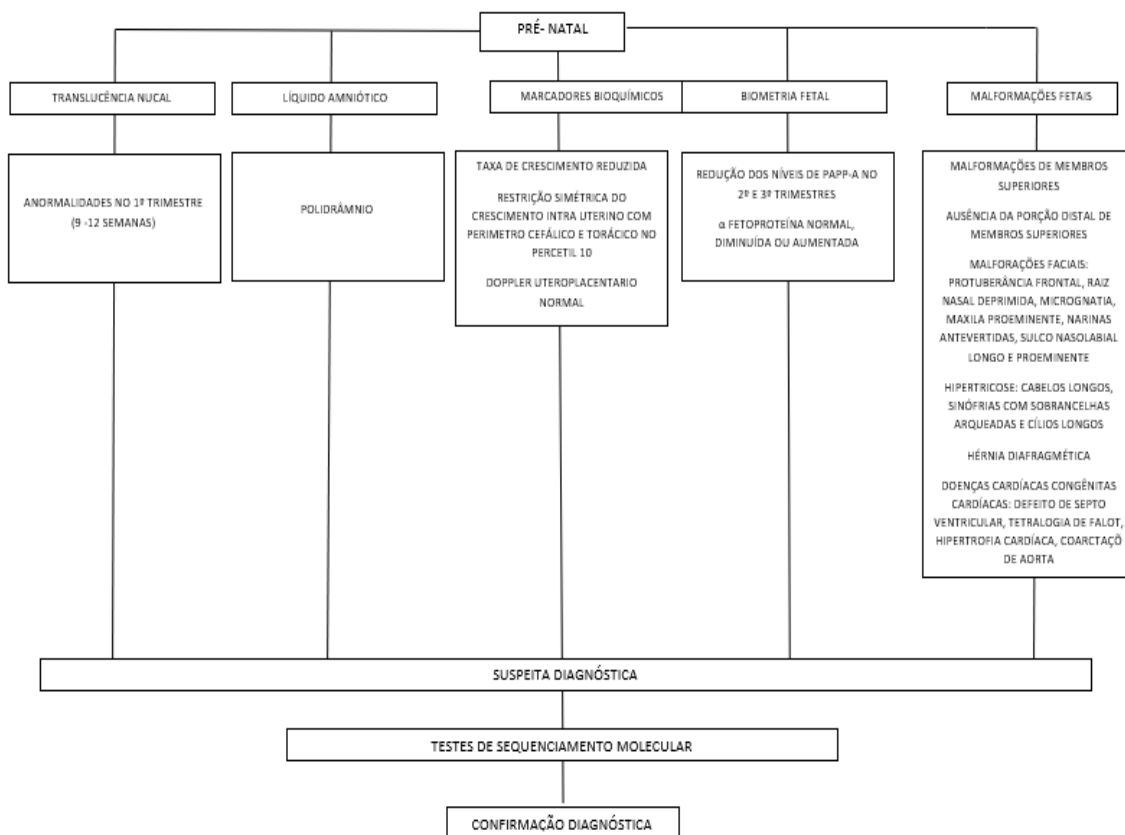 PRÉ- NATAL
TRANSLUCÊNCIA NUCAL
LÍQUIDO AMNIÓTICO
MARCADORES BIOQUÍMICOS
BIOMETRIA FETAL
MALFORMAÇÕES FETAIS
ANORMALIDADES NO 1º TRIMESTRE
(9 -12 SEMANAS)
POLIDRÂMNIO
TAXA DE CRESCIMENTO REDUZIDA
RESTRIÇÃO SIMÉTRICA DO
CRESCIMENTO INTRA UTERINO COM
PERIMETRO CEFÁLICO E TORÁCICO NO
PERCETIL 10
DOPPLER UTEROPLACENTARIO
NORMAL
REDUÇÃO DOS NÍVEIS DE PAPP-A NO
2º E 3º TRIMESTRES
α FETOPROTEÍNA NORMAL,
DIMINUÍDA OU AUMENTADA
MALFORMAÇÕES DE MEMBROS
SUPERIORES
AUSÊNCIA DA PORÇÃO DISTAL DE
MEMBROS SUPERIORES
MALFORAÇÕES FACIAIS:
PROTUBERÂNCIA FRONTAL, RAIZ
NASAL DEPRIMIDA, MICROGNATIA,
MAXILA PROEMINENTE, NARINAS
ANTEVERTIDAS, SULCO NASOLABIAL
LONGO E PROEMINENTE
HIPERTRICOSE: CABELOS LONGOS,
SINÓFRIAS COM SOBRANCELHAS
ARQUEADAS E CÍLIOS LONGOS
HÉRNIA DIAFRAGMÉTICA
DOENÇAS CARDÍACAS CONGÊNITAS
CARDÍACAS: DEFEITO DE SEPTO
VENTRICULAR, TETRALOGIA DE FALOT,
HIPERTROFIA CARDÍACA, COARCTAÇÕ
DE AORTA
SUSPEITA DIAGNÓSTICA
TESTES DE SEQUENCIAMENTO MOLECULAR
CONFIRMAÇÃO DIAGNÓSTICA